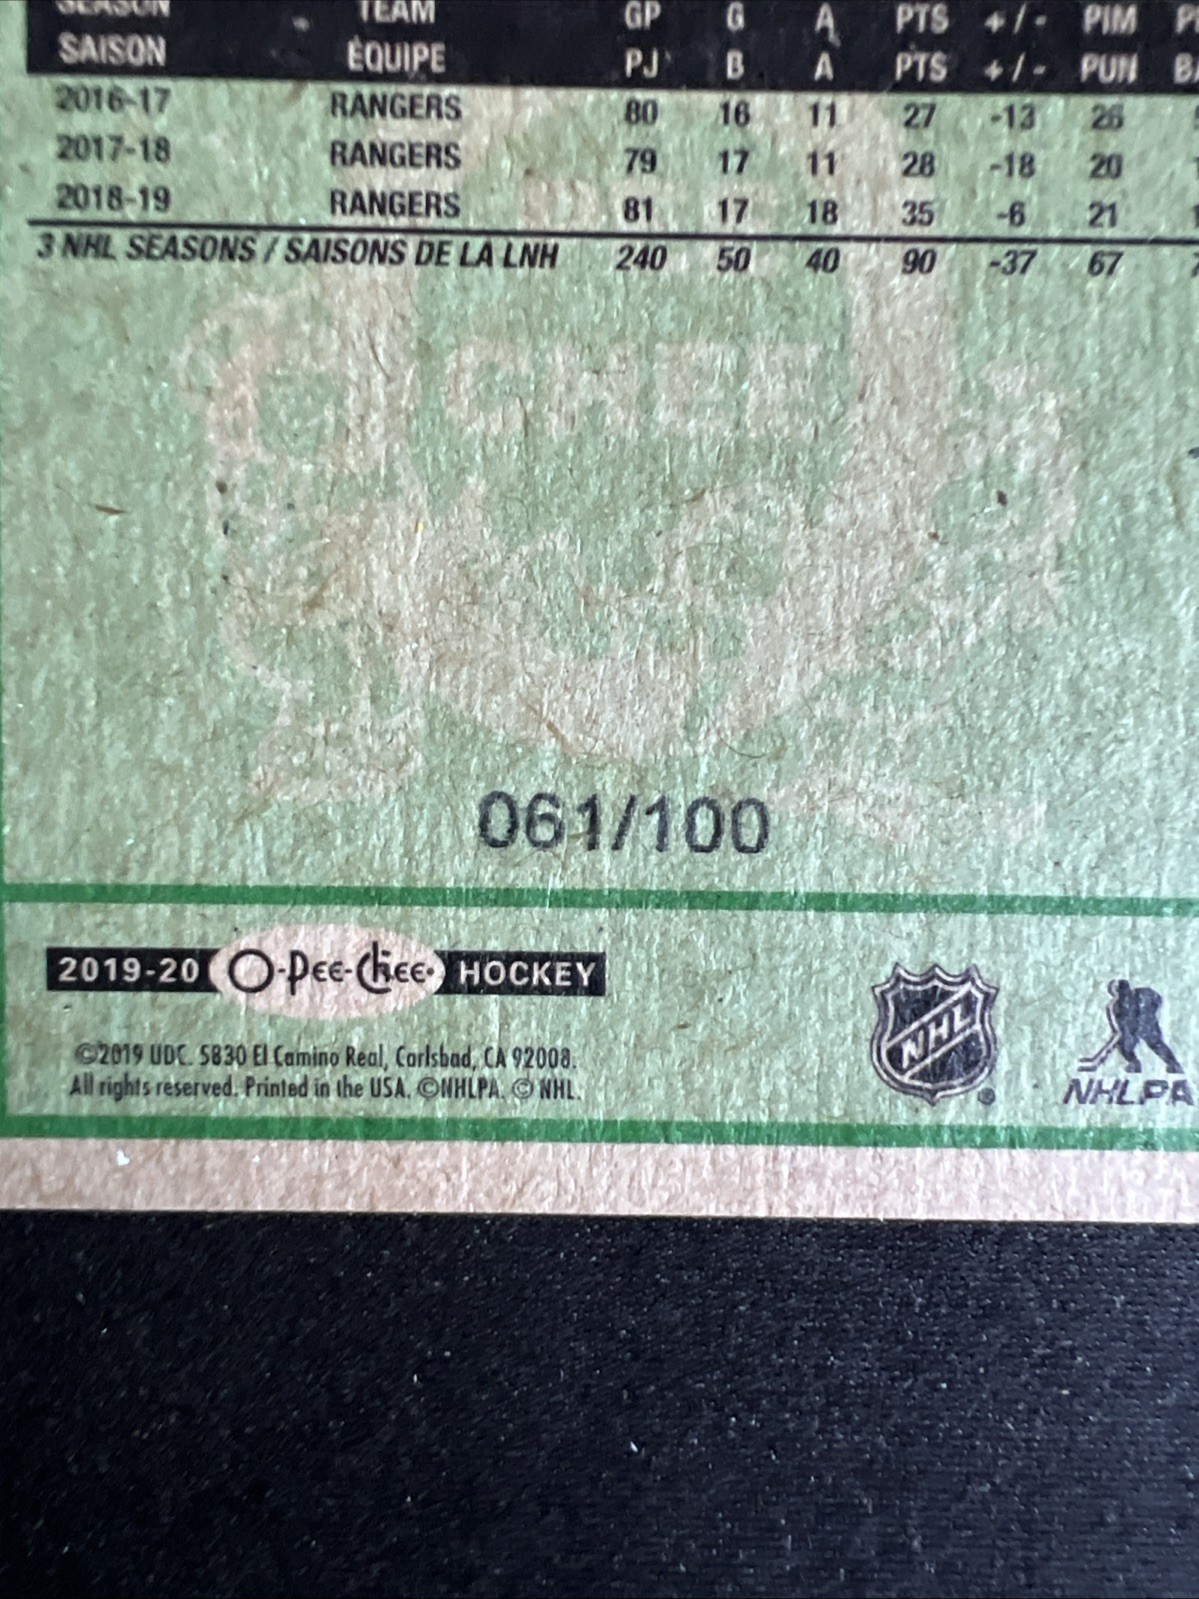 SEASON TEAM GP G A PTS +/- PIM
SAISON ÉQUIPE PJ B A PTS +/- PUN
2016-17 RANGERS 80 16 11 27 -13 26
2017-18 RANGERS 79 17 11 28 -18 20
2018-19 RANGERS 81 17 18 35 -6 21
3 NHL SEASONS / SAISONS DE LA LNH 240 50 40 90 -37 67
CHEE
061/100
2019-20 O-Pee-Chee HOCKEY
©2019 UDC. 5830 El Camino Real, Carlsbad, CA 92008.
All rights reserved. Printed in the USA. ©NHLPA. © NHL.
NHL
NHLPA